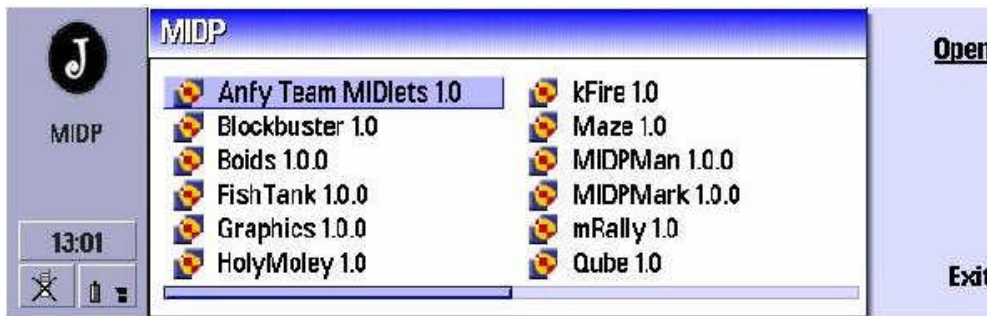 J
MIDP
13:01
MIDP
Anfy Team MIDlets 1.0
Blockbuster 1.0
Boids 1.0.0
FishTank 1.0.0
Graphics 1.0.0
HolyMoley 1.0
kFire 1.0
Maze 1.0
MIDPMan 1.0.0
MIDPMark 1.0.0
mRally 1.0
Qube 1.0
Open
Exit